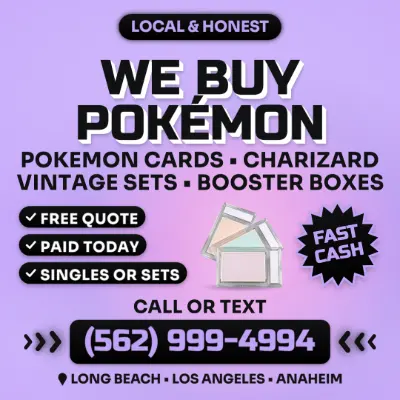 LOCAL & HONEST
WE BUY
POKÉMON
POKEMON CARDS ▪ CHARIZARD
VINTAGE SETS ▪ BOOSTER BOXES
✓ FREE QUOTE
✓ PAID TODAY
✓ SINGLES OR SETS
FAST
CASH
CALL OR TEXT
(562) 999-4994
LONG BEACH ▪ LOS ANGELES ▪ ANAHEIM